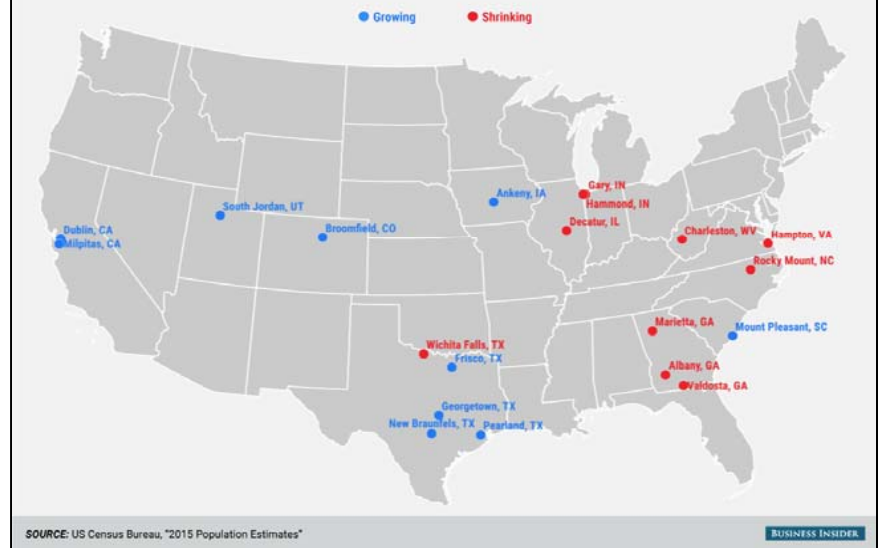 Growing
Shrinking
Gary, IN
Ankeny, IA
Hammond, IN
South Jordan, UT
Decatur, IL
Broomfield, CO
Dublin, CA
Milpitas, CA
Charleston, WV
Hampton, VA
Rocky Mount, NC
Marietta, GA
Mount Pleasant, SC
Wichita Falls, TX
Frisco, TX
Albany, GA
Valdosta, GA
Georgetown, TX
New Braunfels, TX
Pearland, TX
SOURCE: US Census Bureau, "2015 Population Estimates"
BUSINESS INSIDER